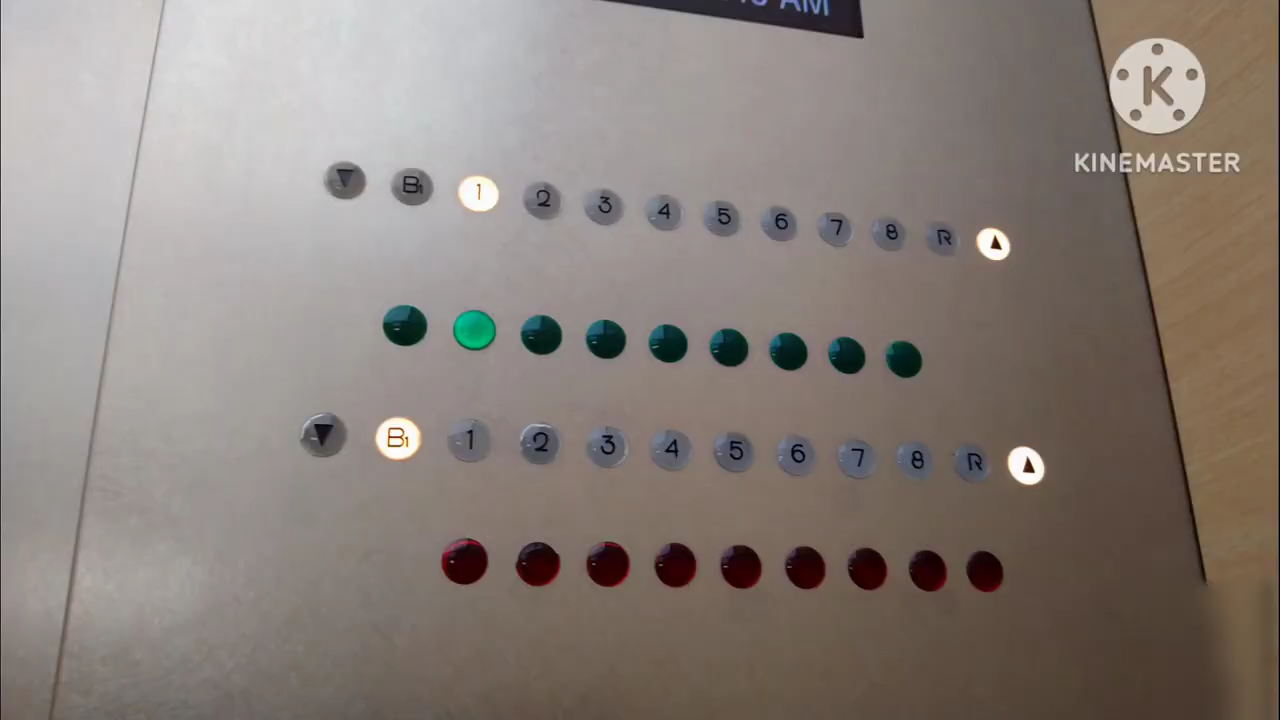 AM
K
KINEMASTER
▼ B1 1 2 3 4 5 6 7 8 R ▲
▼ B1 1 2 3 4 5 6 7 8 R ▲